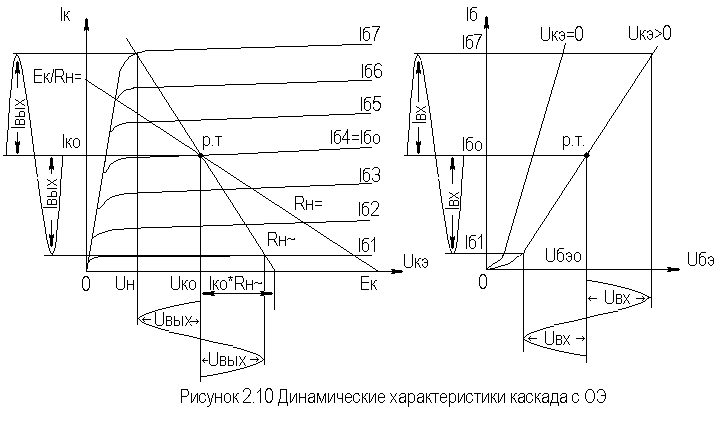 Iк
Iб7
Iб6
Eк/Rн=
Iб5
Iвых
Iко
р.т
Iб4=Iбо
Iвых
Iб3
Rн=
Iб2
Rн~
Iб1
Uкэ
0
Uн
Uко
Iко*Rн~
Eк
Uвых
Uвых
Iб
Iб7
Uкэ=0
Uкэ>0
Iвх
Iбо
р.т.
Iвх
Iб1
Uбэо
Uбэ
0
Uвх
Uвх
Рисунок 2.10 Динамические характеристики каскада с ОЭ